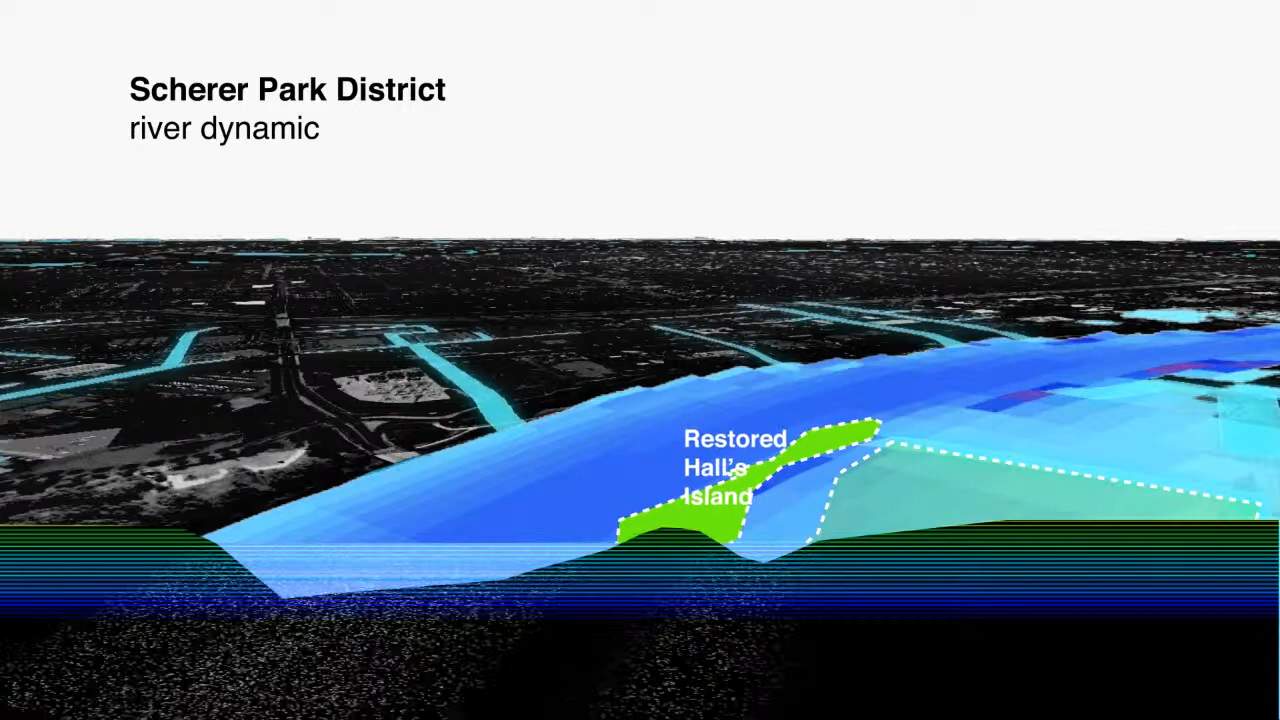 Scherer Park District
river dynamic
Restored
Hall's
Island